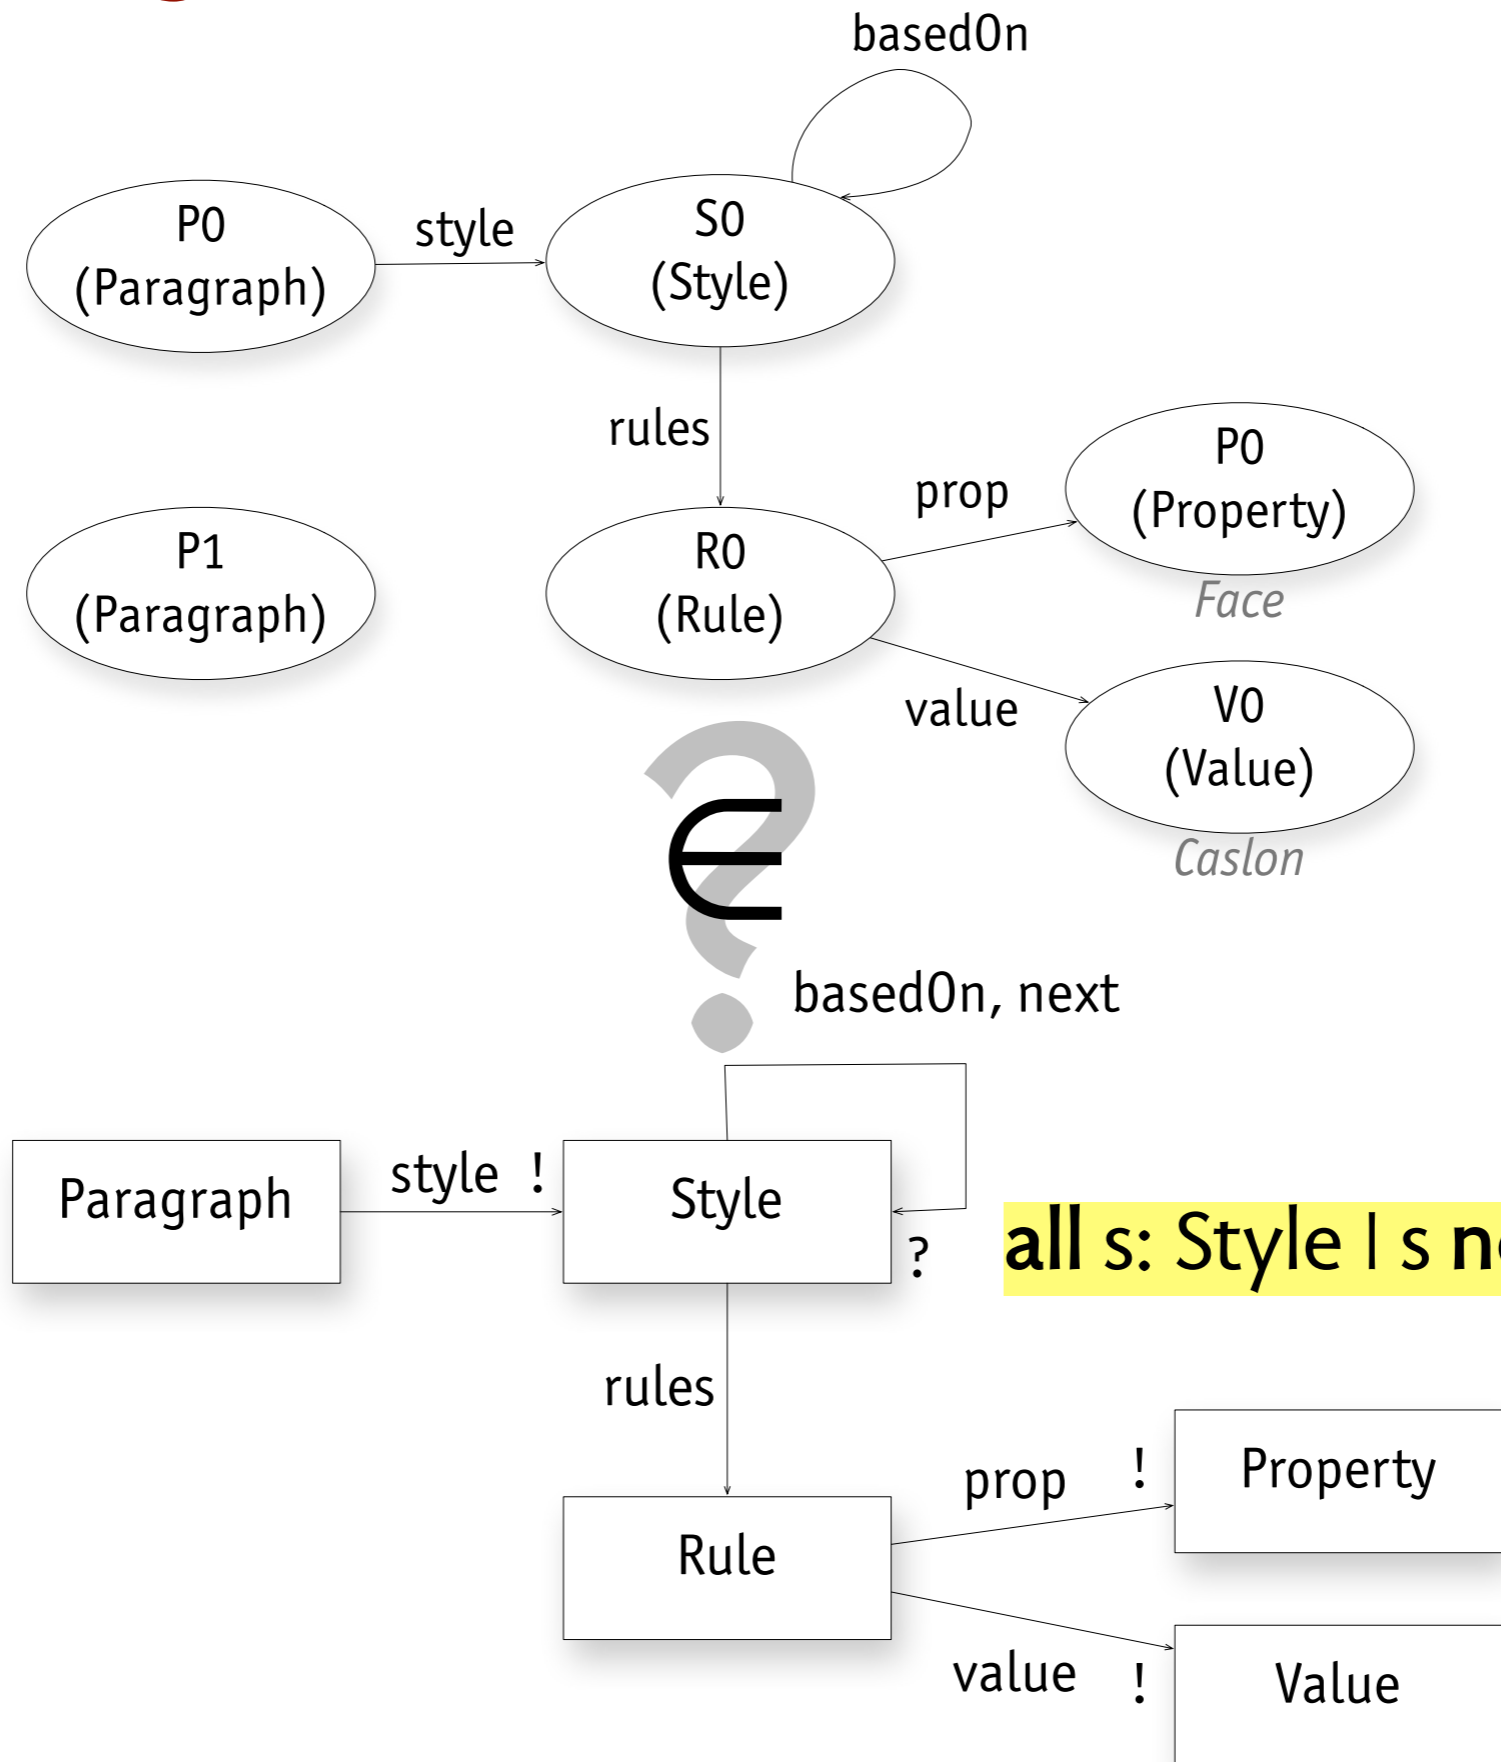 basedOn
P0
(Paragraph)
style
S0
(Style)
rules
P0
(Property)
prop
Face
P1
(Paragraph)
R0
(Rule)
value
V0
(Value)
Caslon
?
∈
basedOn, next
Paragraph
style !
Style
?
all s: Style | s
rules
prop !
Property
Rule
value !
Value